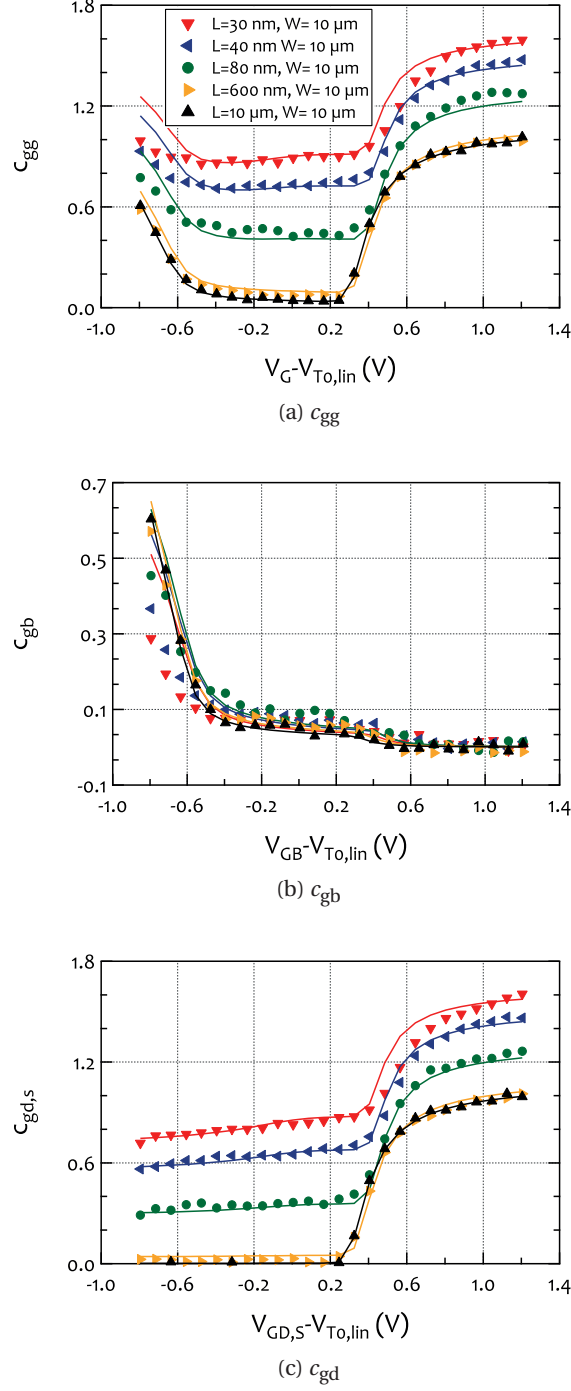 1.8
1.2
0.6
0.0
c_gg
L=30 nm, W= 10 µm
L=40 nm W= 10 µm
L=80 nm, W= 10 µm
L=600 nm, W= 10 µm
L=10 µm, W= 10 µm
-1.0 -0.6 -0.2 0.2 0.6 1.0 1.4
V_G-V_To,lin (V)
(a) c_gg
0.7
0.5
0.3
0.1
-0.1
c_gb
-1.0 -0.6 -0.2 0.2 0.6 1.0 1.4
V_GB-V_To,lin (V)
(b) c_gb
1.8
1.2
0.6
0.0
c_gd,s
-1.0 -0.6 -0.2 0.2 0.6 1.0 1.4
V_GD,S-V_To,lin (V)
(c) c_gd